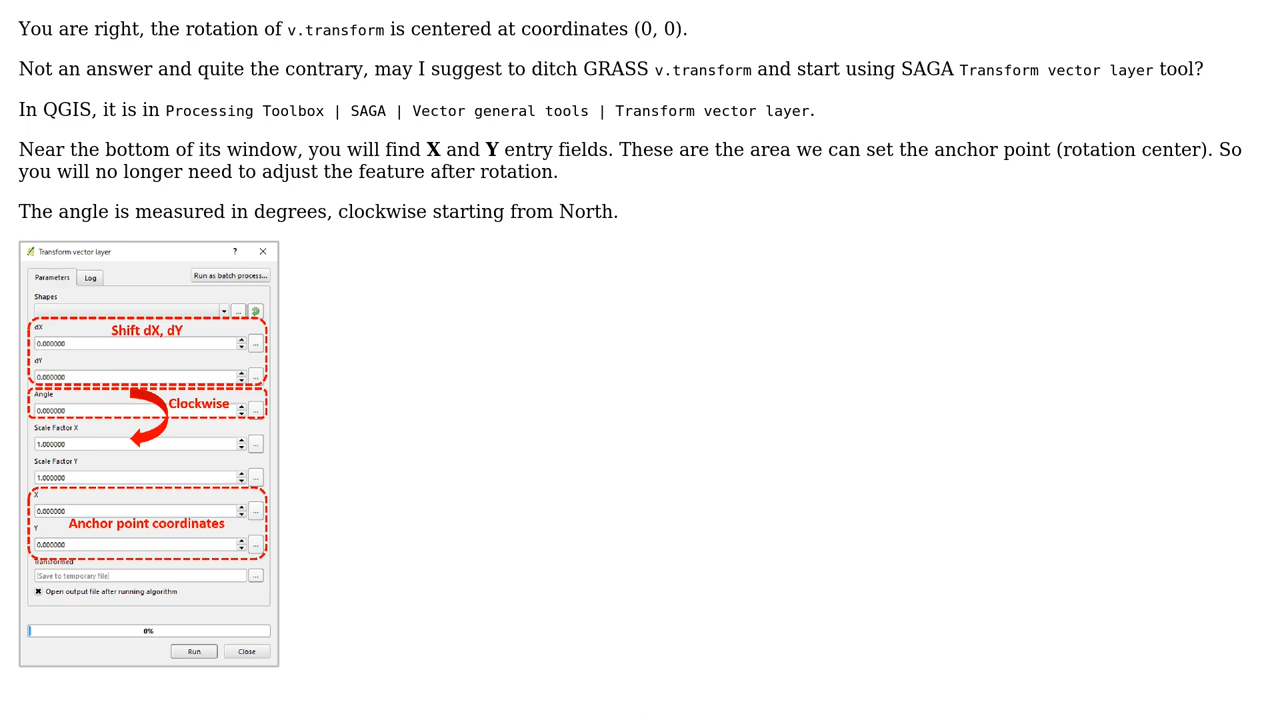 You are right, the rotation of v.transform is centered at coordinates (0, 0).
Not an answer and quite the contrary, may I suggest to ditch GRASS v.transform and start using SAGA Transform vector layer tool?
In QGIS, it is in Processing Toolbox | SAGA | Vector general tools | Transform vector layer.
Near the bottom of its window, you will find X and Y entry fields. These are the area we can set the anchor point (rotation center). So
you will no longer need to adjust the feature after rotation.
The angle is measured in degrees, clockwise starting from North.
Transform vector layer ? ×
Parameters Log Run as batch process...
Shapes
...
dX
Shift dX, dY
0.000000 ...
dY
0.000000 ...
Angle
Clockwise
0.000000 ...
Scale Factor X
1.000000 ...
Scale Factor Y
1.000000 ...
X
0.000000 ...
Anchor point coordinates
Y
0.000000 ...
Transformed
[Save to temporary file] ...
Open output file after running algorithm
0%
Run Close